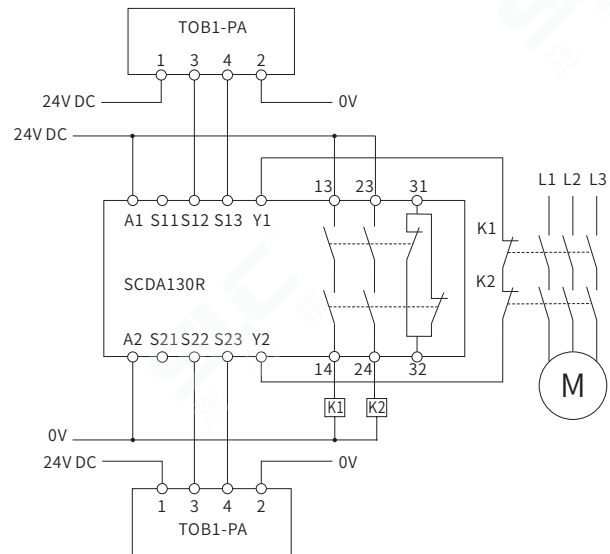 TOB1-PA
1 3 4 2
24V DC 0V
24V DC
13 23 31 L1 L2 L3
A1 S11 S12 S13 Y1 K1
K2
SCDA130R
A2 S21 S22 S23 Y2 M
14 24 32
K1 K2
0V
24V DC 0V
1 3 4 2
TOB1-PA